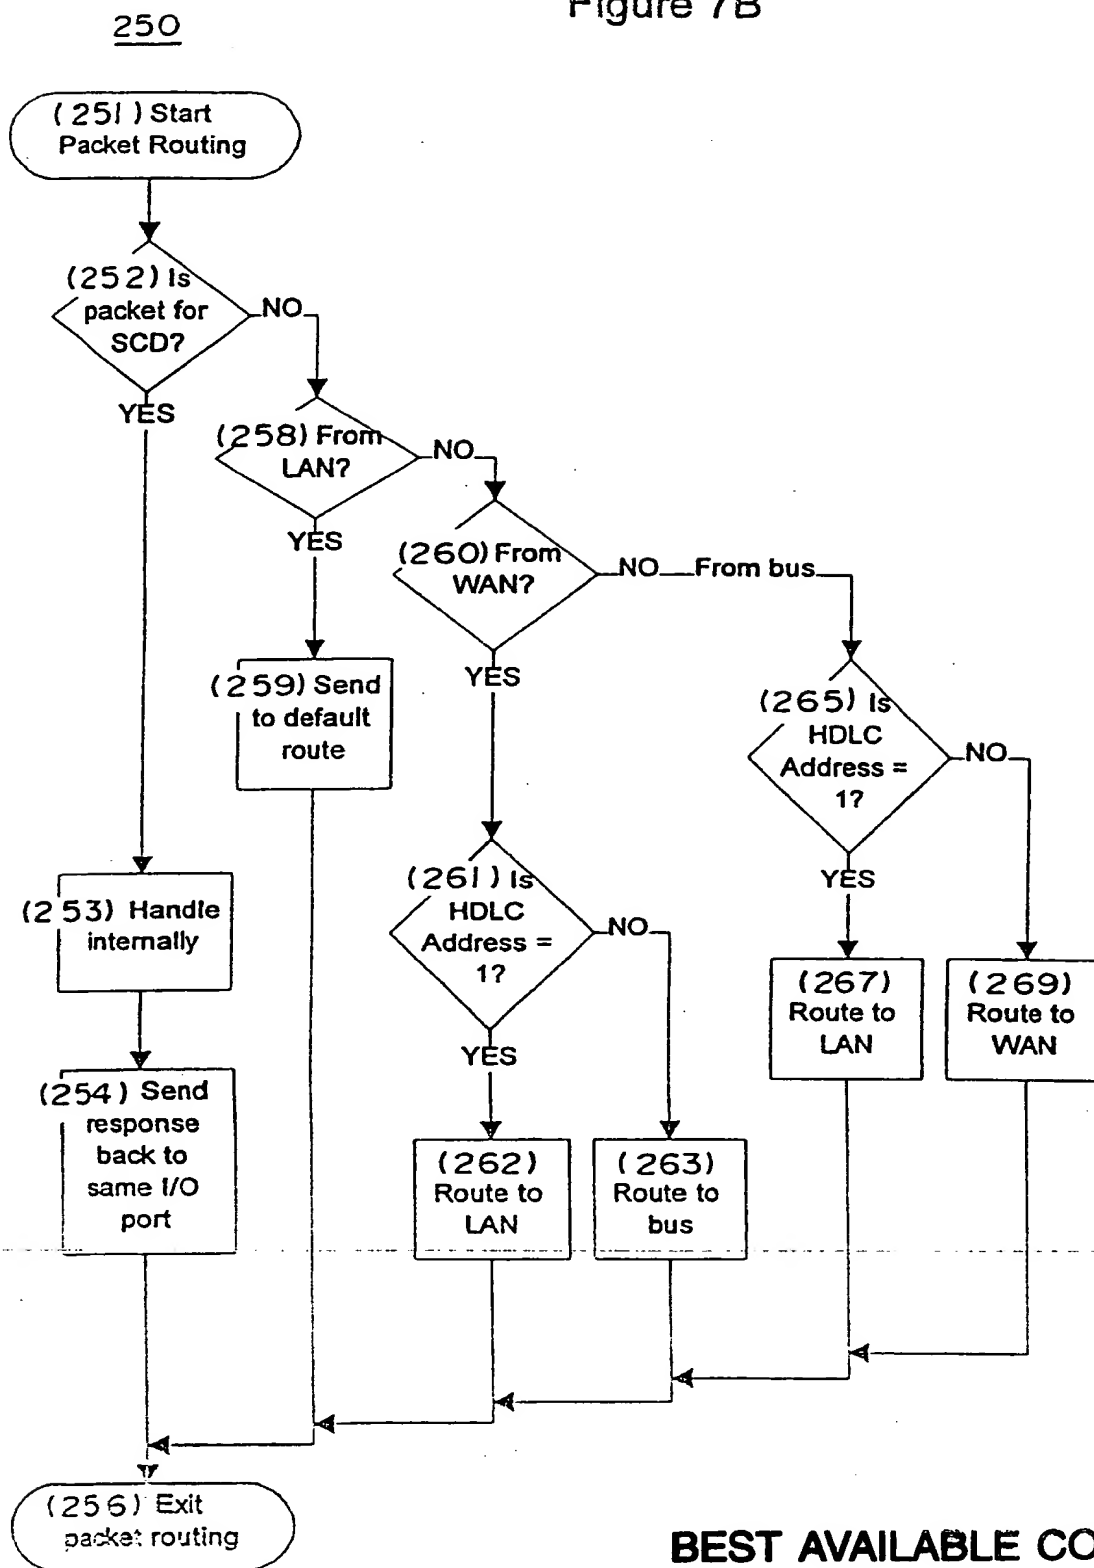 Figure 7B
250
(251) Start
Packet Routing
(252) Is
packet for
SCD?
NO
YES
(258) From
LAN?
NO
YES
(260) From
WAN?
NO
From bus
YES
(259) Send
to default
route
(265) Is
HDLC
Address =
1?
NO
YES
(261) Is
HDLC
Address =
1?
NO
YES
(253) Handle
internally
(267)
Route to
LAN
(269)
Route to
WAN
(254) Send
response
back to
same I/O
port
(262)
Route to
LAN
(263)
Route to
bus
(256) Exit
packet routing
BEST AVAILABLE CO